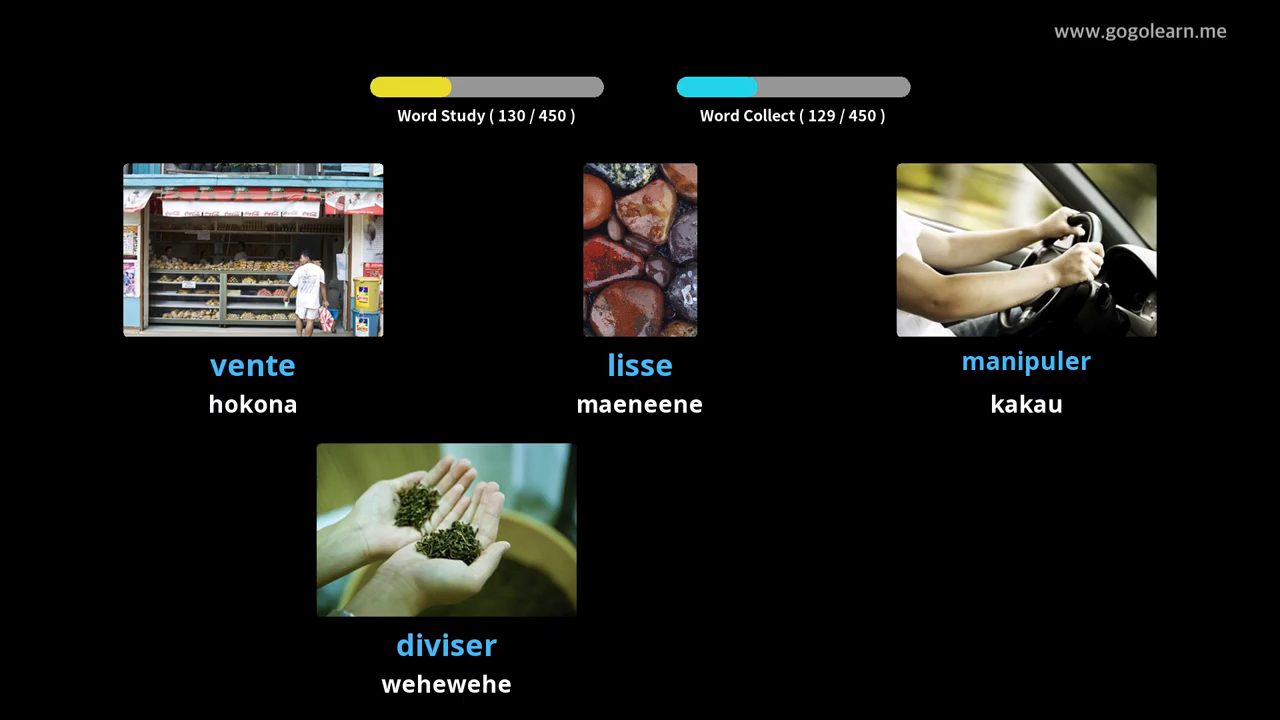 www.gogolearn.me
Word Study ( 130 / 450 )
Word Collect ( 129 / 450 )
vente
hokona
lisse
maeneene
manipuler
kakau
diviser
wehewehe